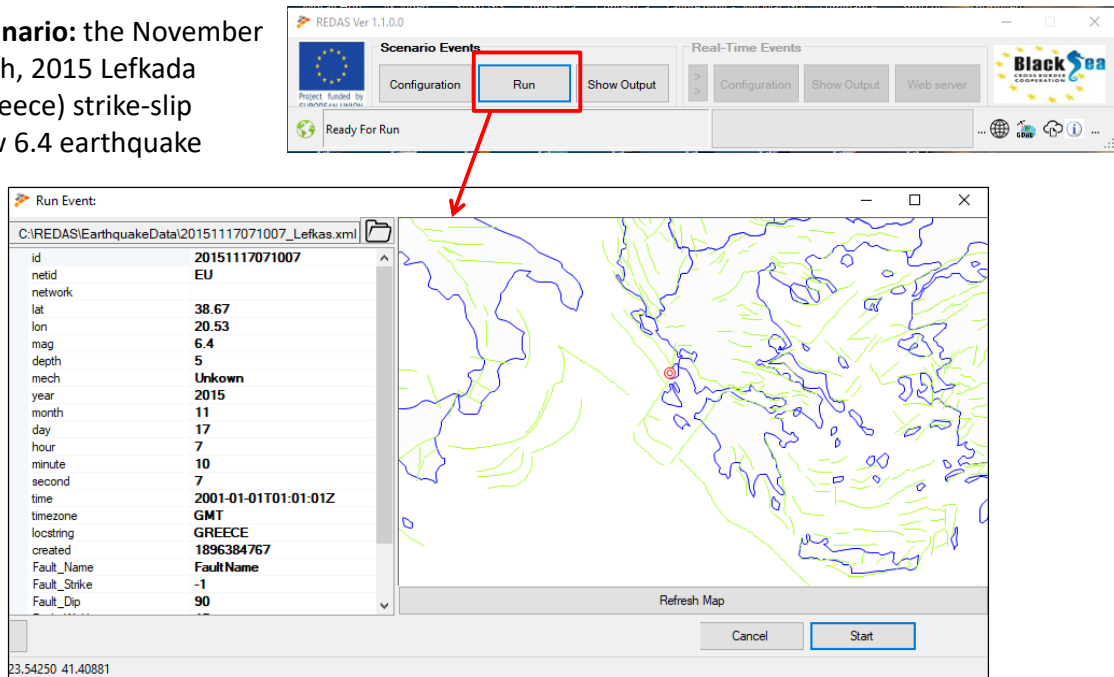 nario: the November
h, 2015 Lefkada
eece) strike-slip
6.4 earthquake
REDAS Ver 1.1.0.0
Scenario Events
Real-Time Events
Configuration
Run
Show Output
>
>
Configuration
Show Output
Web server
Project funded by
EUROPEAN UNION
Black Sea
CROSS BORDER
COOPERATION
Ready For Run
...
i
...
Run Event:
C:\REDAS\EarthquakeData\20151117071007_Lefkas.xml
id 20151117071007
netid EU
network
lat 38.67
lon 20.53
mag 6.4
depth 5
mech Unkown
year 2015
month 11
day 17
hour 7
minute 10
second 7
time 2001-01-01T01:01:01Z
timezone GMT
locstring GREECE
created 1896384767
Fault_Name FaultName
Fault_Strike -1
Fault_Dip 90
Refresh Map
Cancel
Start
23.54250 41.40881